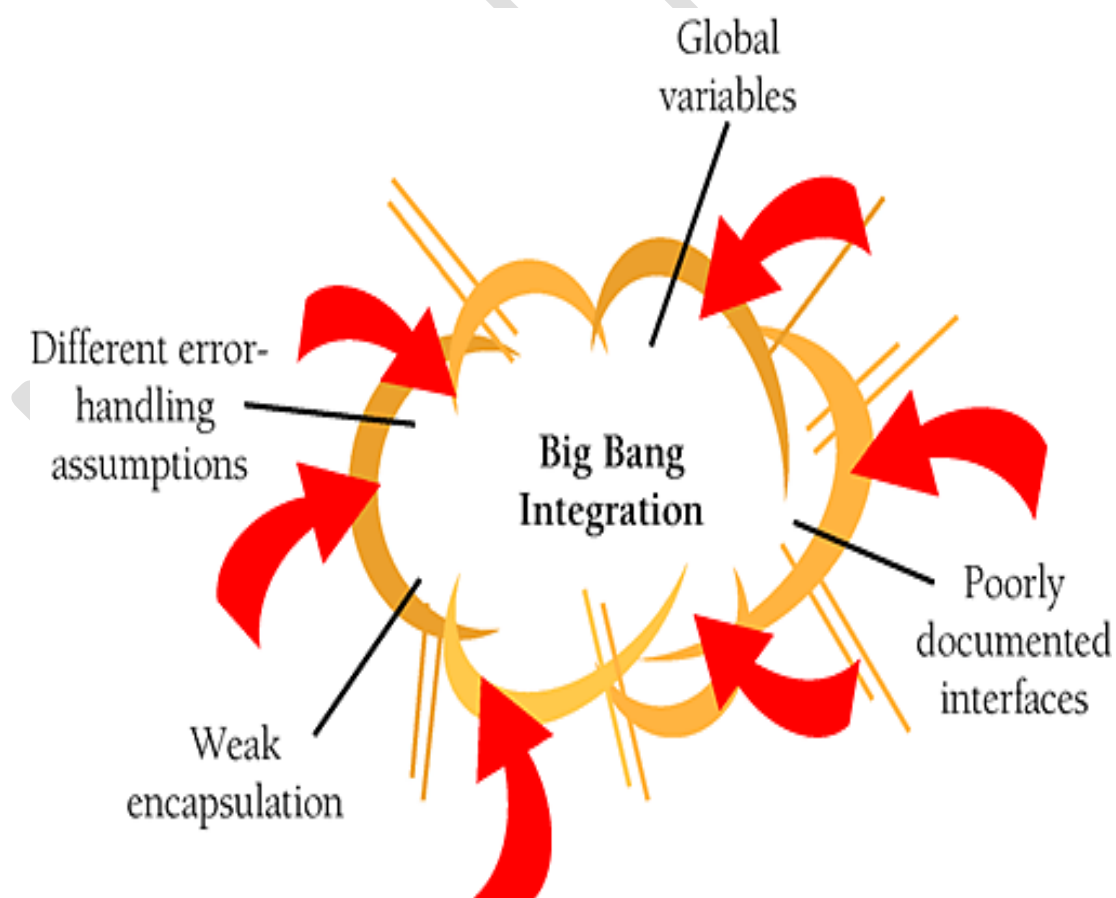 Global
variables
Different error-
handling
assumptions
Big Bang
Integration
Poorly
documented
interfaces
Weak
encapsulation